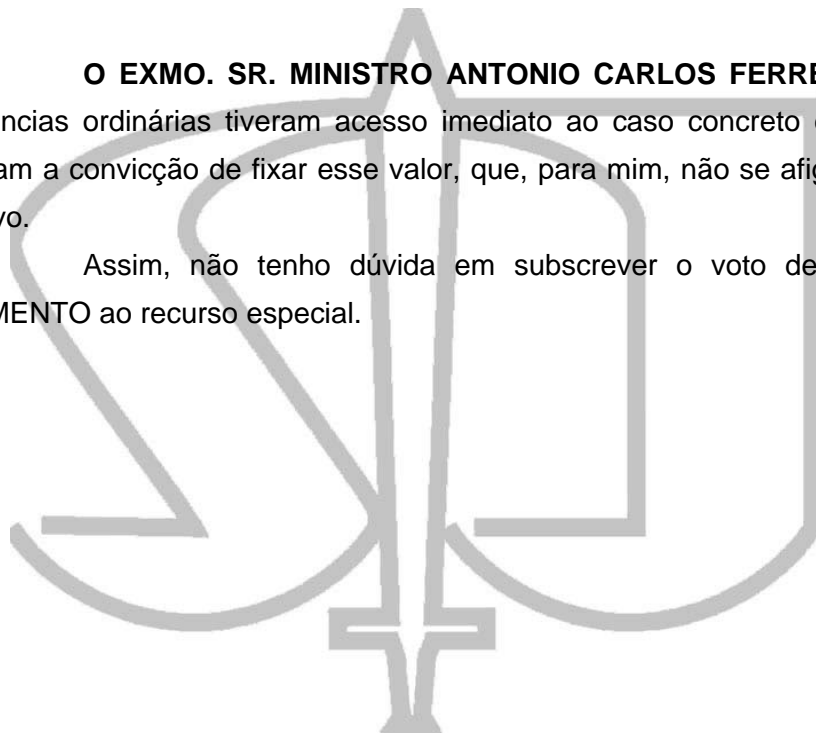 O EXMO. SR. MINISTRO ANTONIO CARLOS FERRE
ncias ordinárias tiveram acesso imediato ao caso concreto
am a convicção de fixar esse valor, que, para mim, não se afig
vo.
Assim, não tenho dúvida em subscrever o voto de
MENTO ao recurso especial.